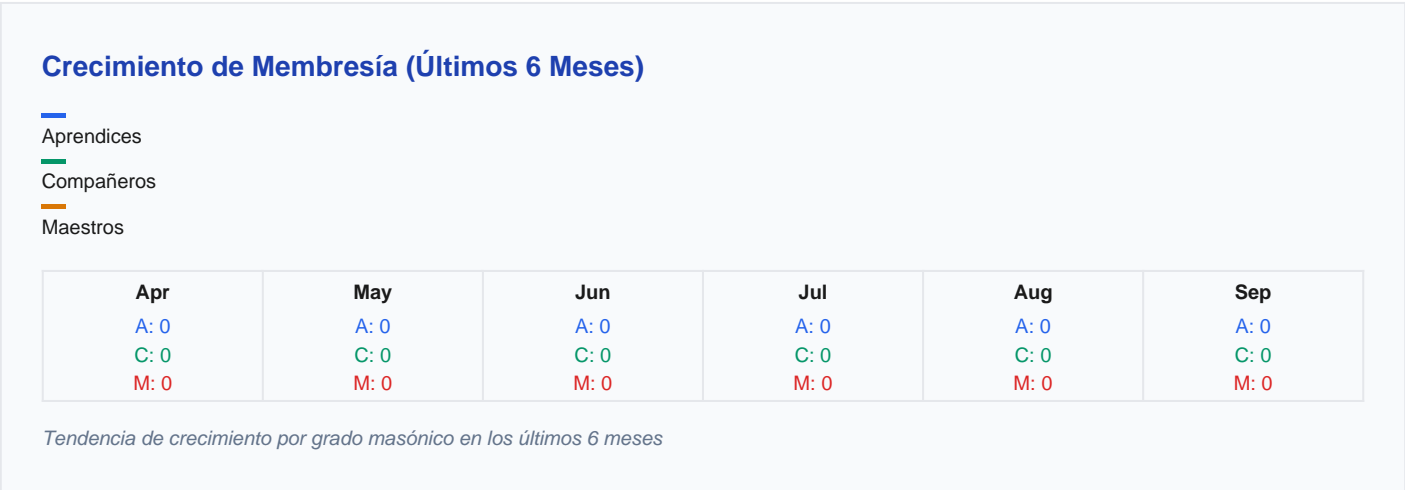 Crecimiento de Membresía (Últimos 6 Meses)
Aprendices
Compañeros
Maestros
Apr May Jun Jul Aug Sep
A: 0 A: 0 A: 0 A: 0 A: 0 A: 0
C: 0 C: 0 C: 0 C: 0 C: 0 C: 0
M: 0 M: 0 M: 0 M: 0 M: 0 M: 0
Tendencia de crecimiento por grado masónico en los últimos 6 meses